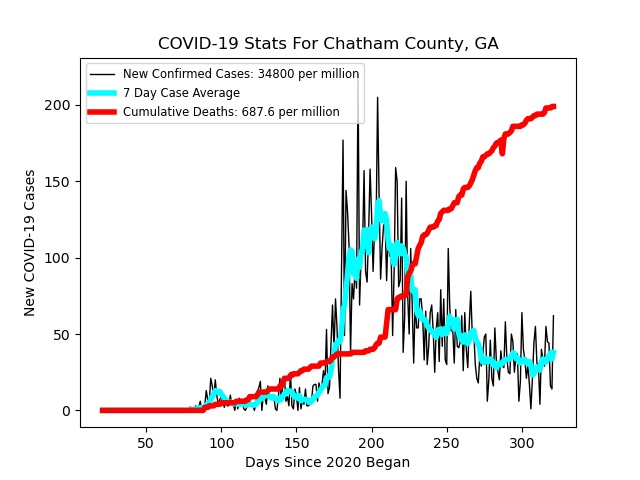 COVID-19 Stats For Chatham County, GA
New Confirmed Cases: 34800 per million
7 Day Case Average
Cumulative Deaths: 687.6 per million
New COVID-19 Cases
200
150
100
50
0
50 100 150 200 250 300
Days Since 2020 Began